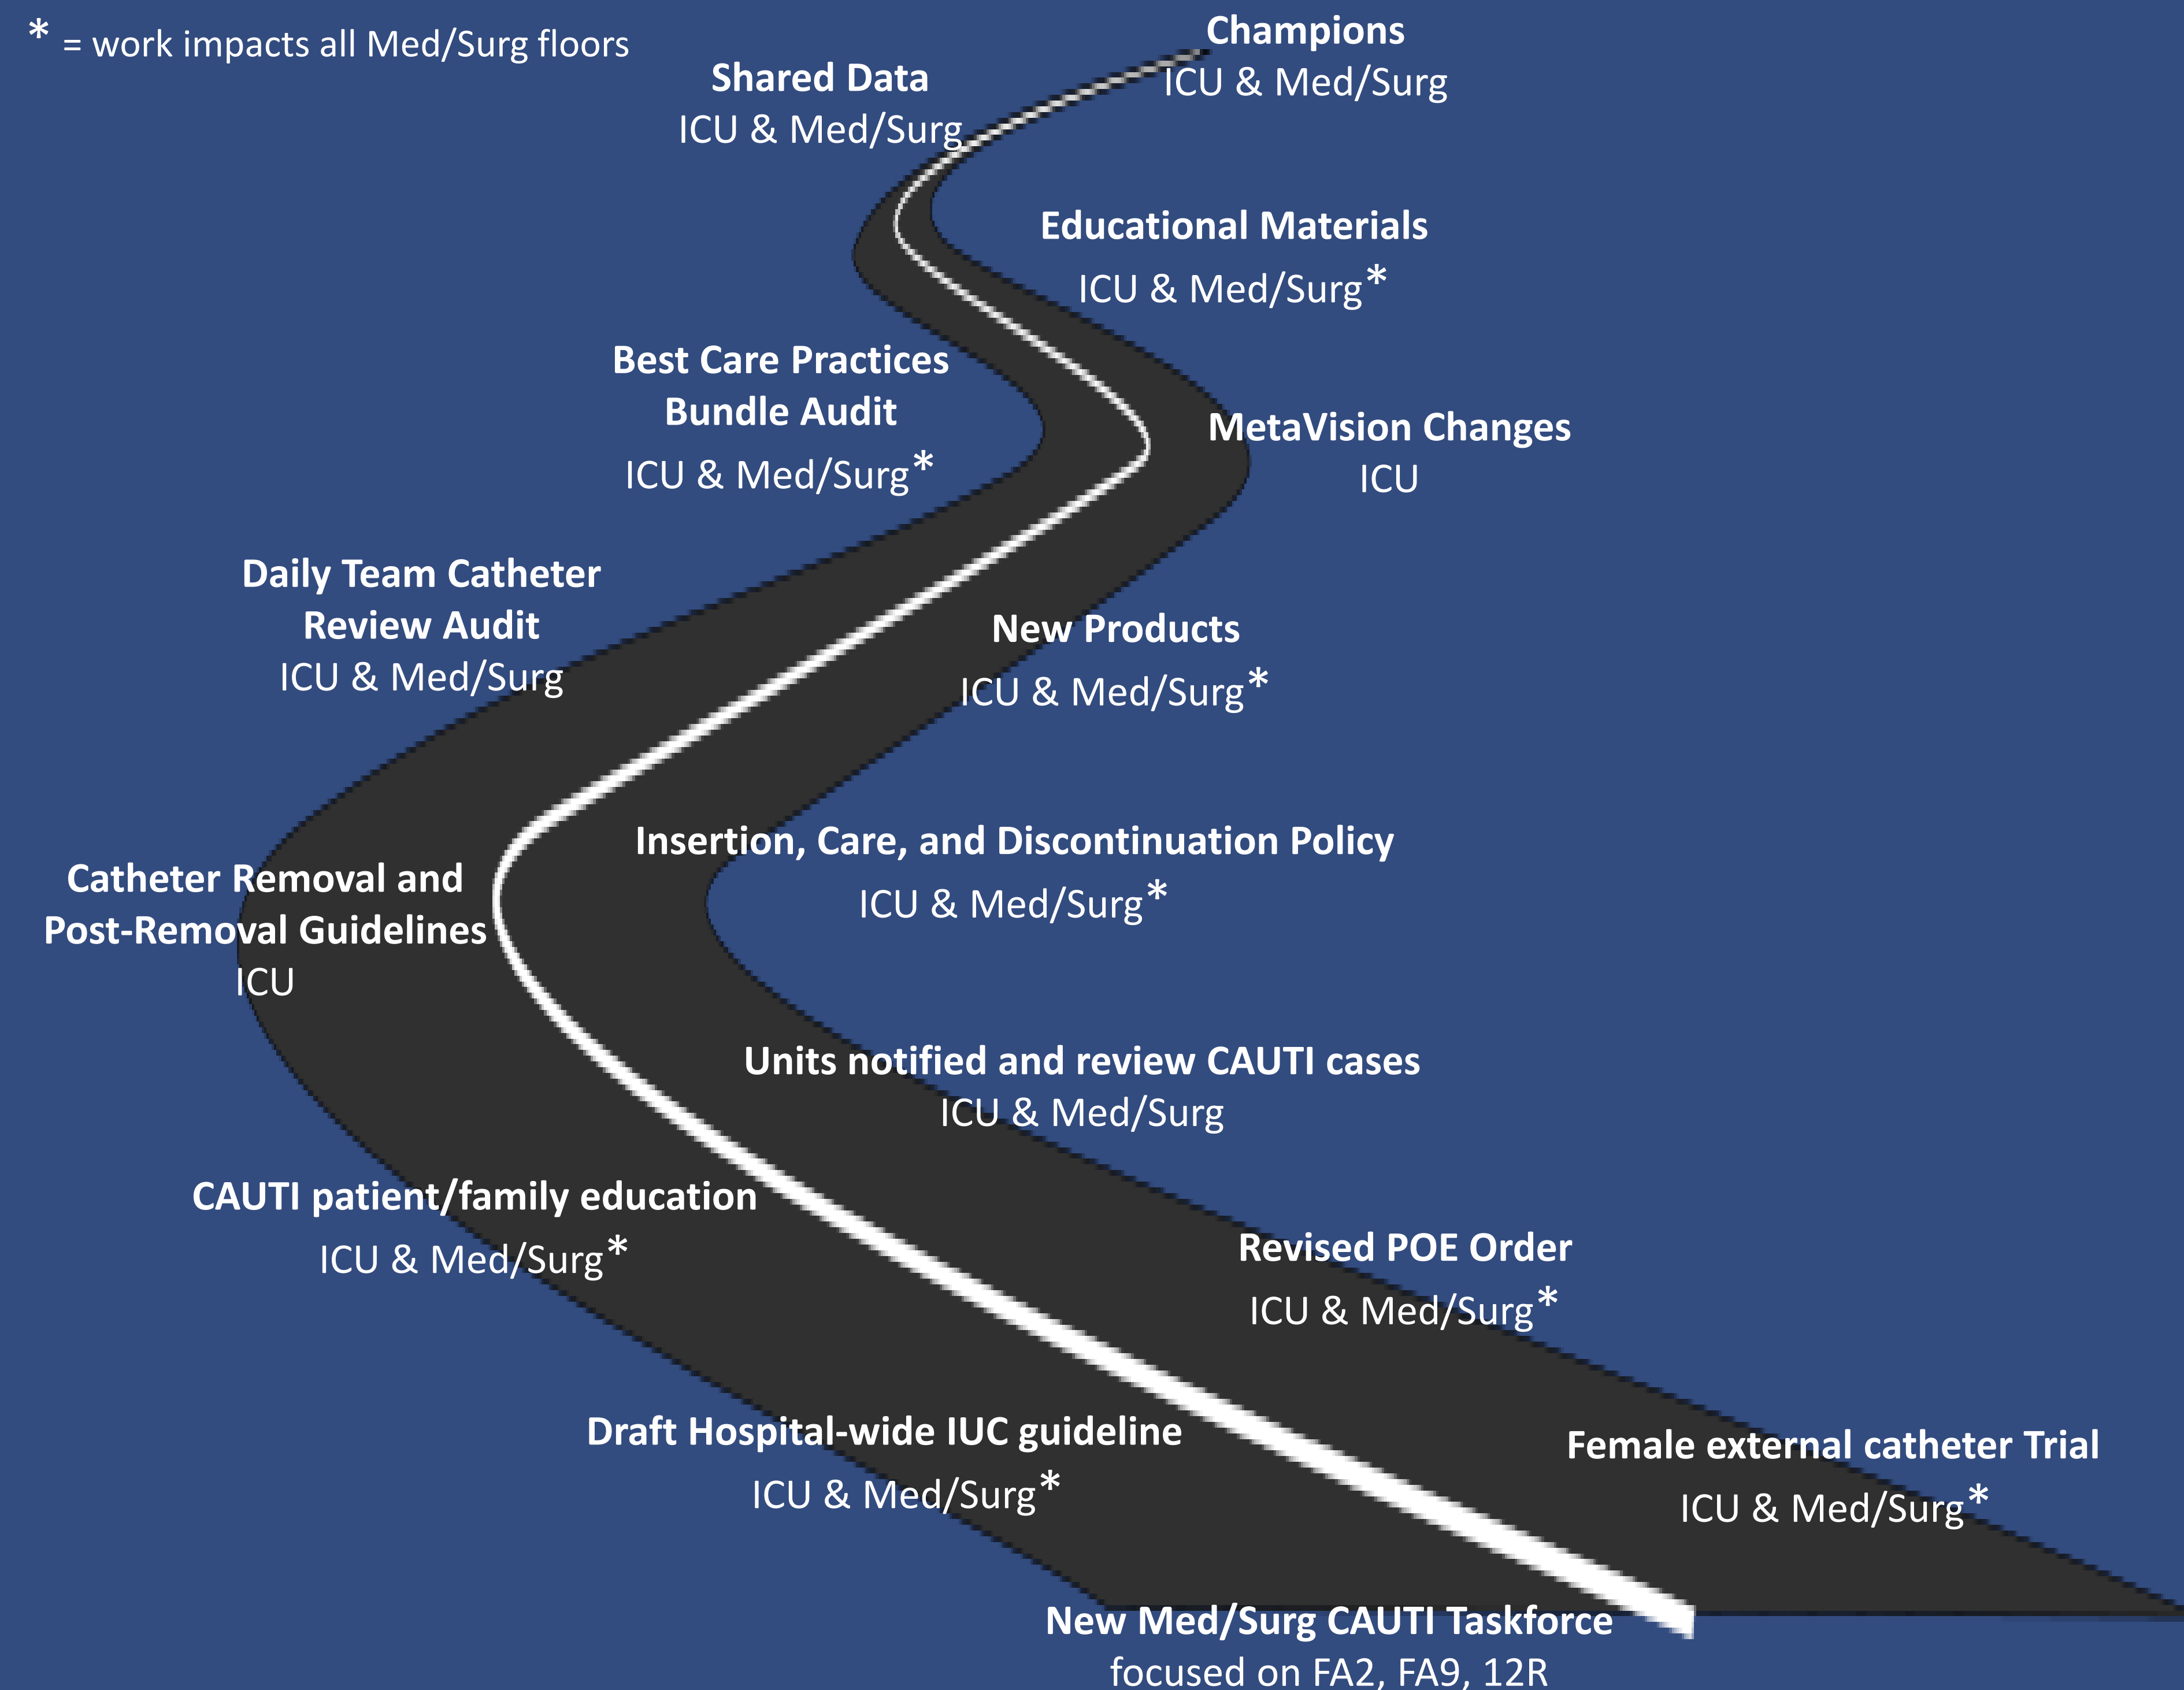 * = work impacts all Med/Surg floors
Champions
ICU & Med/Surg
Shared Data
ICU & Med/Surg
Educational Materials
ICU & Med/Surg*
Best Care Practices
Bundle Audit
ICU & Med/Surg*
MetaVision Changes
ICU
Daily Team Catheter
Review Audit
ICU & Med/Surg
New Products
ICU & Med/Surg*
Insertion, Care, and Discontinuation Policy
ICU & Med/Surg*
Catheter Removal and
Post-Removal Guidelines
ICU
Units notified and review CAUTI cases
ICU & Med/Surg
CAUTI patient/family education
ICU & Med/Surg*
Revised POE Order
ICU & Med/Surg*
Draft Hospital-wide IUC guideline
ICU & Med/Surg*
Female external catheter Trial
ICU & Med/Surg*
New Med/Surg CAUTI Taskforce
focused on FA2, FA9, 12R